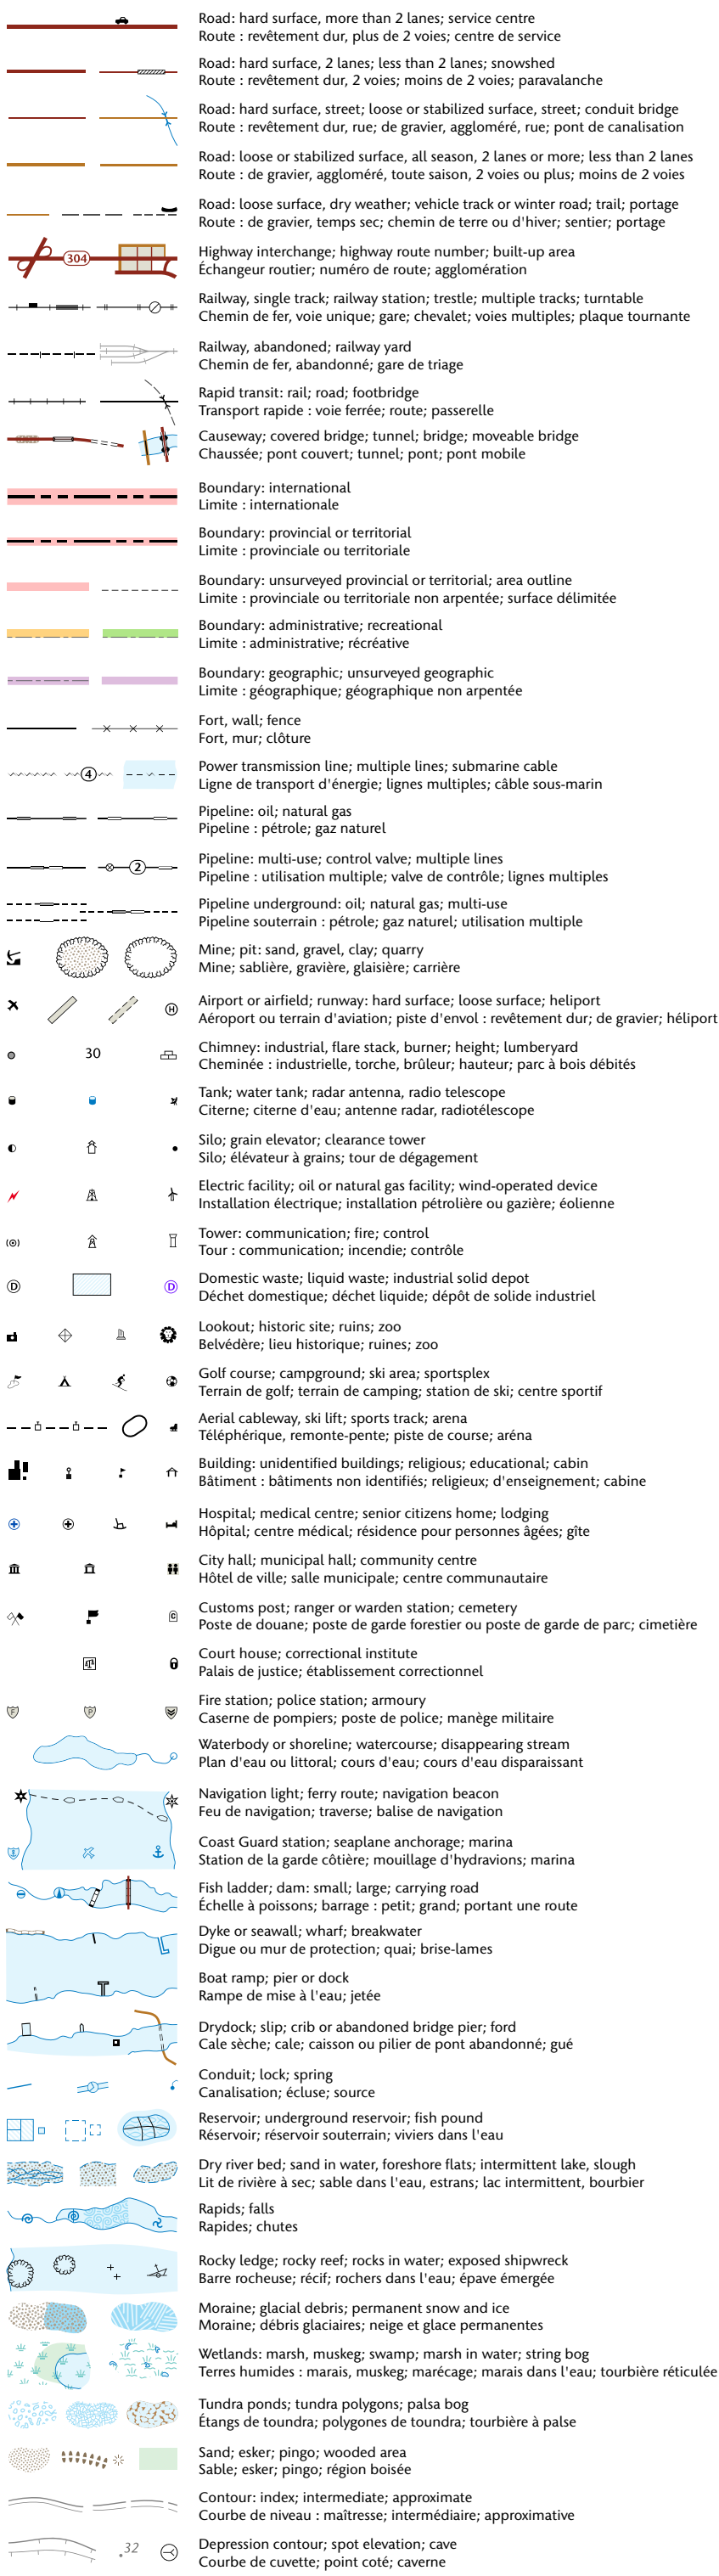 Road: hard surface, more than 2 lanes; service centre
Route : revêtement dur, plus de 2 voies; centre de service
Road: hard surface, 2 lanes; less than 2 lanes; snowshed
Route : revêtement dur, 2 voies; moins de 2 voies; paravalanche
Road: hard surface, street; loose or stabilized surface, street; conduit bridge
Route : revêtement dur, rue; de gravier, aggloméré, rue; pont de canalisation
Road: loose or stabilized surface, all season, 2 lanes or more; less than 2 lanes
Route : de gravier, aggloméré, toute saison, 2 voies ou plus; moins de 2 voies
Road: loose surface, dry weather; vehicle track or winter road; trail; portage
Route : de gravier, temps sec; chemin de terre ou d'hiver; sentier; portage
304
Highway interchange; highway route number; built-up area
Échangeur routier; numéro de route; agglomération
Railway, single track; railway station; trestle; multiple tracks; turntable
Chemin de fer, voie unique; gare; chevalet; voies multiples; plaque tournante
Railway, abandoned; railway yard
Chemin de fer, abandonné; gare de triage
Rapid transit: rail; road; footbridge
Transport rapide : voie ferrée; route; passerelle
Causeway; covered bridge; tunnel; bridge; moveable bridge
Chaussée; pont couvert; tunnel; pont; pont mobile
Boundary: international
Limite : internationale
Boundary: provincial or territorial
Limite : provinciale ou territoriale
Boundary: unsurveyed provincial or territorial; area outline
Limite : provinciale ou territoriale non arpentée; surface délimitée
Boundary: administrative; recreational
Limite : administrative; récréative
Boundary: geographic; unsurveyed geographic
Limite : géographique; géographique non arpentée
Fort, wall; fence
Fort, mur; clôture
4
Power transmission line; multiple lines; submarine cable
Ligne de transport d'énergie; lignes multiples; câble sous-marin
Pipeline: oil; natural gas
Pipeline : pétrole; gaz naturel
2
Pipeline: multi-use; control valve; multiple lines
Pipeline : utilisation multiple; valve de contrôle; lignes multiples
Pipeline underground: oil; natural gas; multi-use
Pipeline souterrain : pétrole; gaz naturel; utilisation multiple
Mine; pit: sand, gravel, clay; quarry
Mine; sablière, gravière, glaisière; carrière
H
Airport or airfield; runway: hard surface; loose surface; heliport
Aéroport ou terrain d'aviation; piste d'envol : revêtement dur; de gravier; héliport
30
Chimney: industrial, flare stack, burner; height; lumberyard
Cheminée : industrielle, torche, brûleur; hauteur; parc à bois débités
Tank; water tank; radar antenna, radio telescope
Citerne; citerne d'eau; antenne radar, radiotélescope
Silo; grain elevator; clearance tower
Silo; élévateur à grains; tour de dégagement
Electric facility; oil or natural gas facility; wind-operated device
Installation électrique; installation pétrolière ou gazière; éolienne
Tower: communication; fire; control
Tour : communication; incendie; contrôle
D D
Domestic waste; liquid waste; industrial solid depot
Déchet domestique; déchet liquide; dépôt de solide industriel
Lookout; historic site; ruins; zoo
Belvédère; lieu historique; ruines; zoo
Golf course; campground; ski area; sportsplex
Terrain de golf; terrain de camping; station de ski; centre sportif
Aerial cableway, ski lift; sports track; arena
Téléphérique, remonte-pente; piste de course; aréna
Building: unidentified buildings; religious; educational; cabin
Bâtiment : bâtiments non identifiés; religieux; d'enseignement; cabine
Hospital; medical centre; senior citizens home; lodging
Hôpital; centre médical; résidence pour personnes âgées; gîte
City hall; municipal hall; community centre
Hôtel de ville; salle municipale; centre communautaire
C
Customs post; ranger or warden station; cemetery
Poste de douane; poste de garde forestier ou poste de garde de parc; cimetière
Court house; correctional institute
Palais de justice; établissement correctionnel
F P
Fire station; police station; armoury
Caserne de pompiers; poste de police; manège militaire
Waterbody or shoreline; watercourse; disappearing stream
Plan d'eau ou littoral; cours d'eau; cours d'eau disparaissant
Navigation light; ferry route; navigation beacon
Feu de navigation; traverse; balise de navigation
Coast Guard station; seaplane anchorage; marina
Station de la garde côtière; mouillage d'hydravions; marina
Fish ladder; dam: small; large; carrying road
Échelle à poissons; barrage : petit; grand; portant une route
Dyke or seawall; wharf; breakwater
Digue ou mur de protection; quai; brise-lames
Boat ramp; pier or dock
Rampe de mise à l'eau; jetée
Drydock; slip; crib or abandoned bridge pier; ford
Cale sèche; cale; caisson ou pilier de pont abandonné; gué
Conduit; lock; spring
Canalisation; écluse; source
Reservoir; underground reservoir; fish pound
Réservoir; réservoir souterrain; viviers dans l'eau
Dry river bed; sand in water, foreshore flats; intermittent lake, slough
Lit de rivière à sec; sable dans l'eau, estrans; lac intermittent, bourbier
Rapids; falls
Rapides; chutes
Rocky ledge; rocky reef; rocks in water; exposed shipwreck
Barre rocheuse; récif; rochers dans l'eau; épave émergée
Moraine; glacial debris; permanent snow and ice
Moraine; débris glaciaires; neige et glace permanentes
Wetlands: marsh, muskeg; swamp; marsh in water; string bog
Terres humides : marais, muskeg; marécage; marais dans l'eau; tourbière réticulée
Tundra ponds; tundra polygons; palsa bog
Étangs de toundra; polygones de toundra; tourbière à palse
Sand; esker; pingo; wooded area
Sable; esker; pingo; région boisée
Contour: index; intermediate; approximate
Courbe de niveau : maîtresse; intermédiaire; approximative
.32
Depression contour; spot elevation; cave
Courbe de cuvette; point coté; caverne